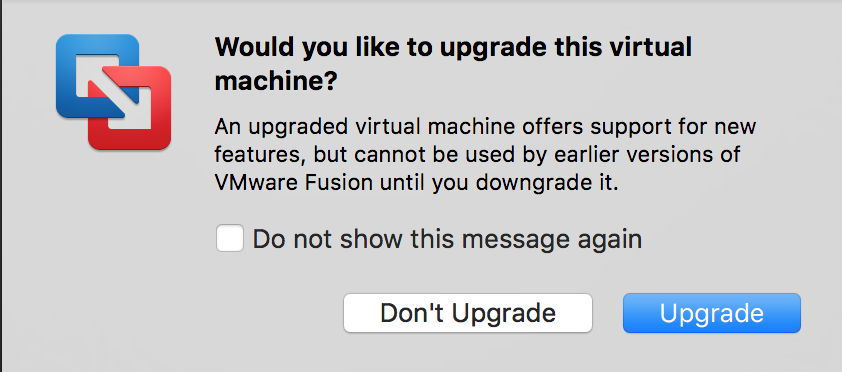 Would you like to upgrade this virtual
machine?
An upgraded virtual machine offers support for new
features, but cannot be used by earlier versions of
VMware Fusion until you downgrade it.
Do not show this message again
Don't Upgrade
Upgrade